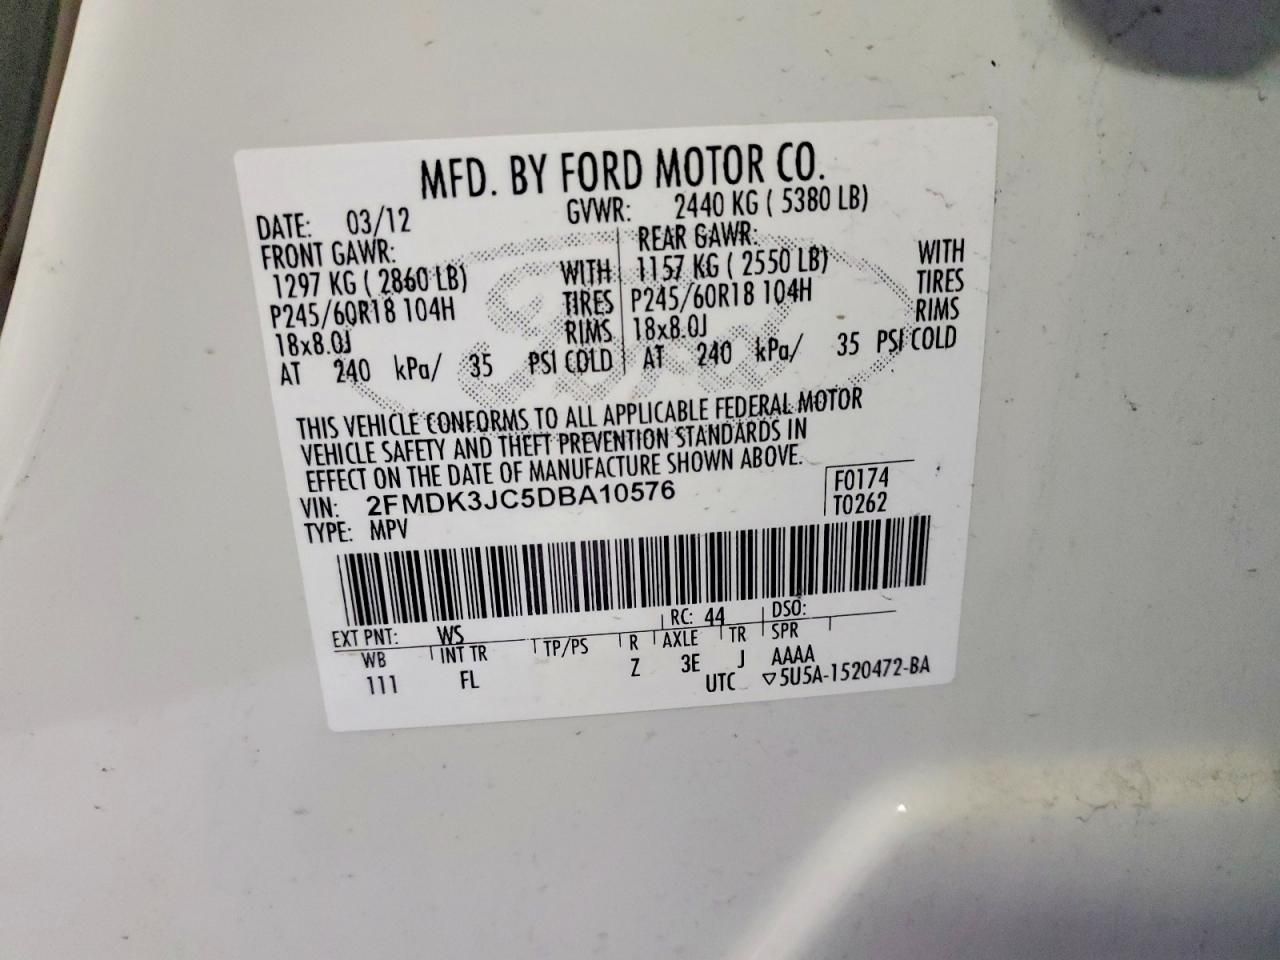 MFD. BY FORD MOTOR CO.
DATE: 03/12 GVWR: 2440 KG ( 5380 LB)
FRONT GAWR: REAR GAWR:
1297 KG ( 2860 LB) WITH 1157 KG ( 2550 LB) WITH
P245/60R18 104H TIRES P245/60R18 104H TIRES
18x8.0J RIMS 18x8.0J RIMS
AT 240 kPa/ 35 PSI COLD AT 240 kPa/ 35 PSI COLD
Ford
THIS VEHICLE CONFORMS TO ALL APPLICABLE FEDERAL MOTOR
VEHICLE SAFETY AND THEFT PREVENTION STANDARDS IN
EFFECT ON THE DATE OF MANUFACTURE SHOWN ABOVE.
VIN: 2FMDK3JC5DBA10576 F0174
TYPE: MPV T0262
EXT PNT: WS RC: 44 DSO:
WB INT TR TP/PS R AXLE TR SPR
111 FL Z 3E J AAAA
UTC ▽5U5A-1520472-BA